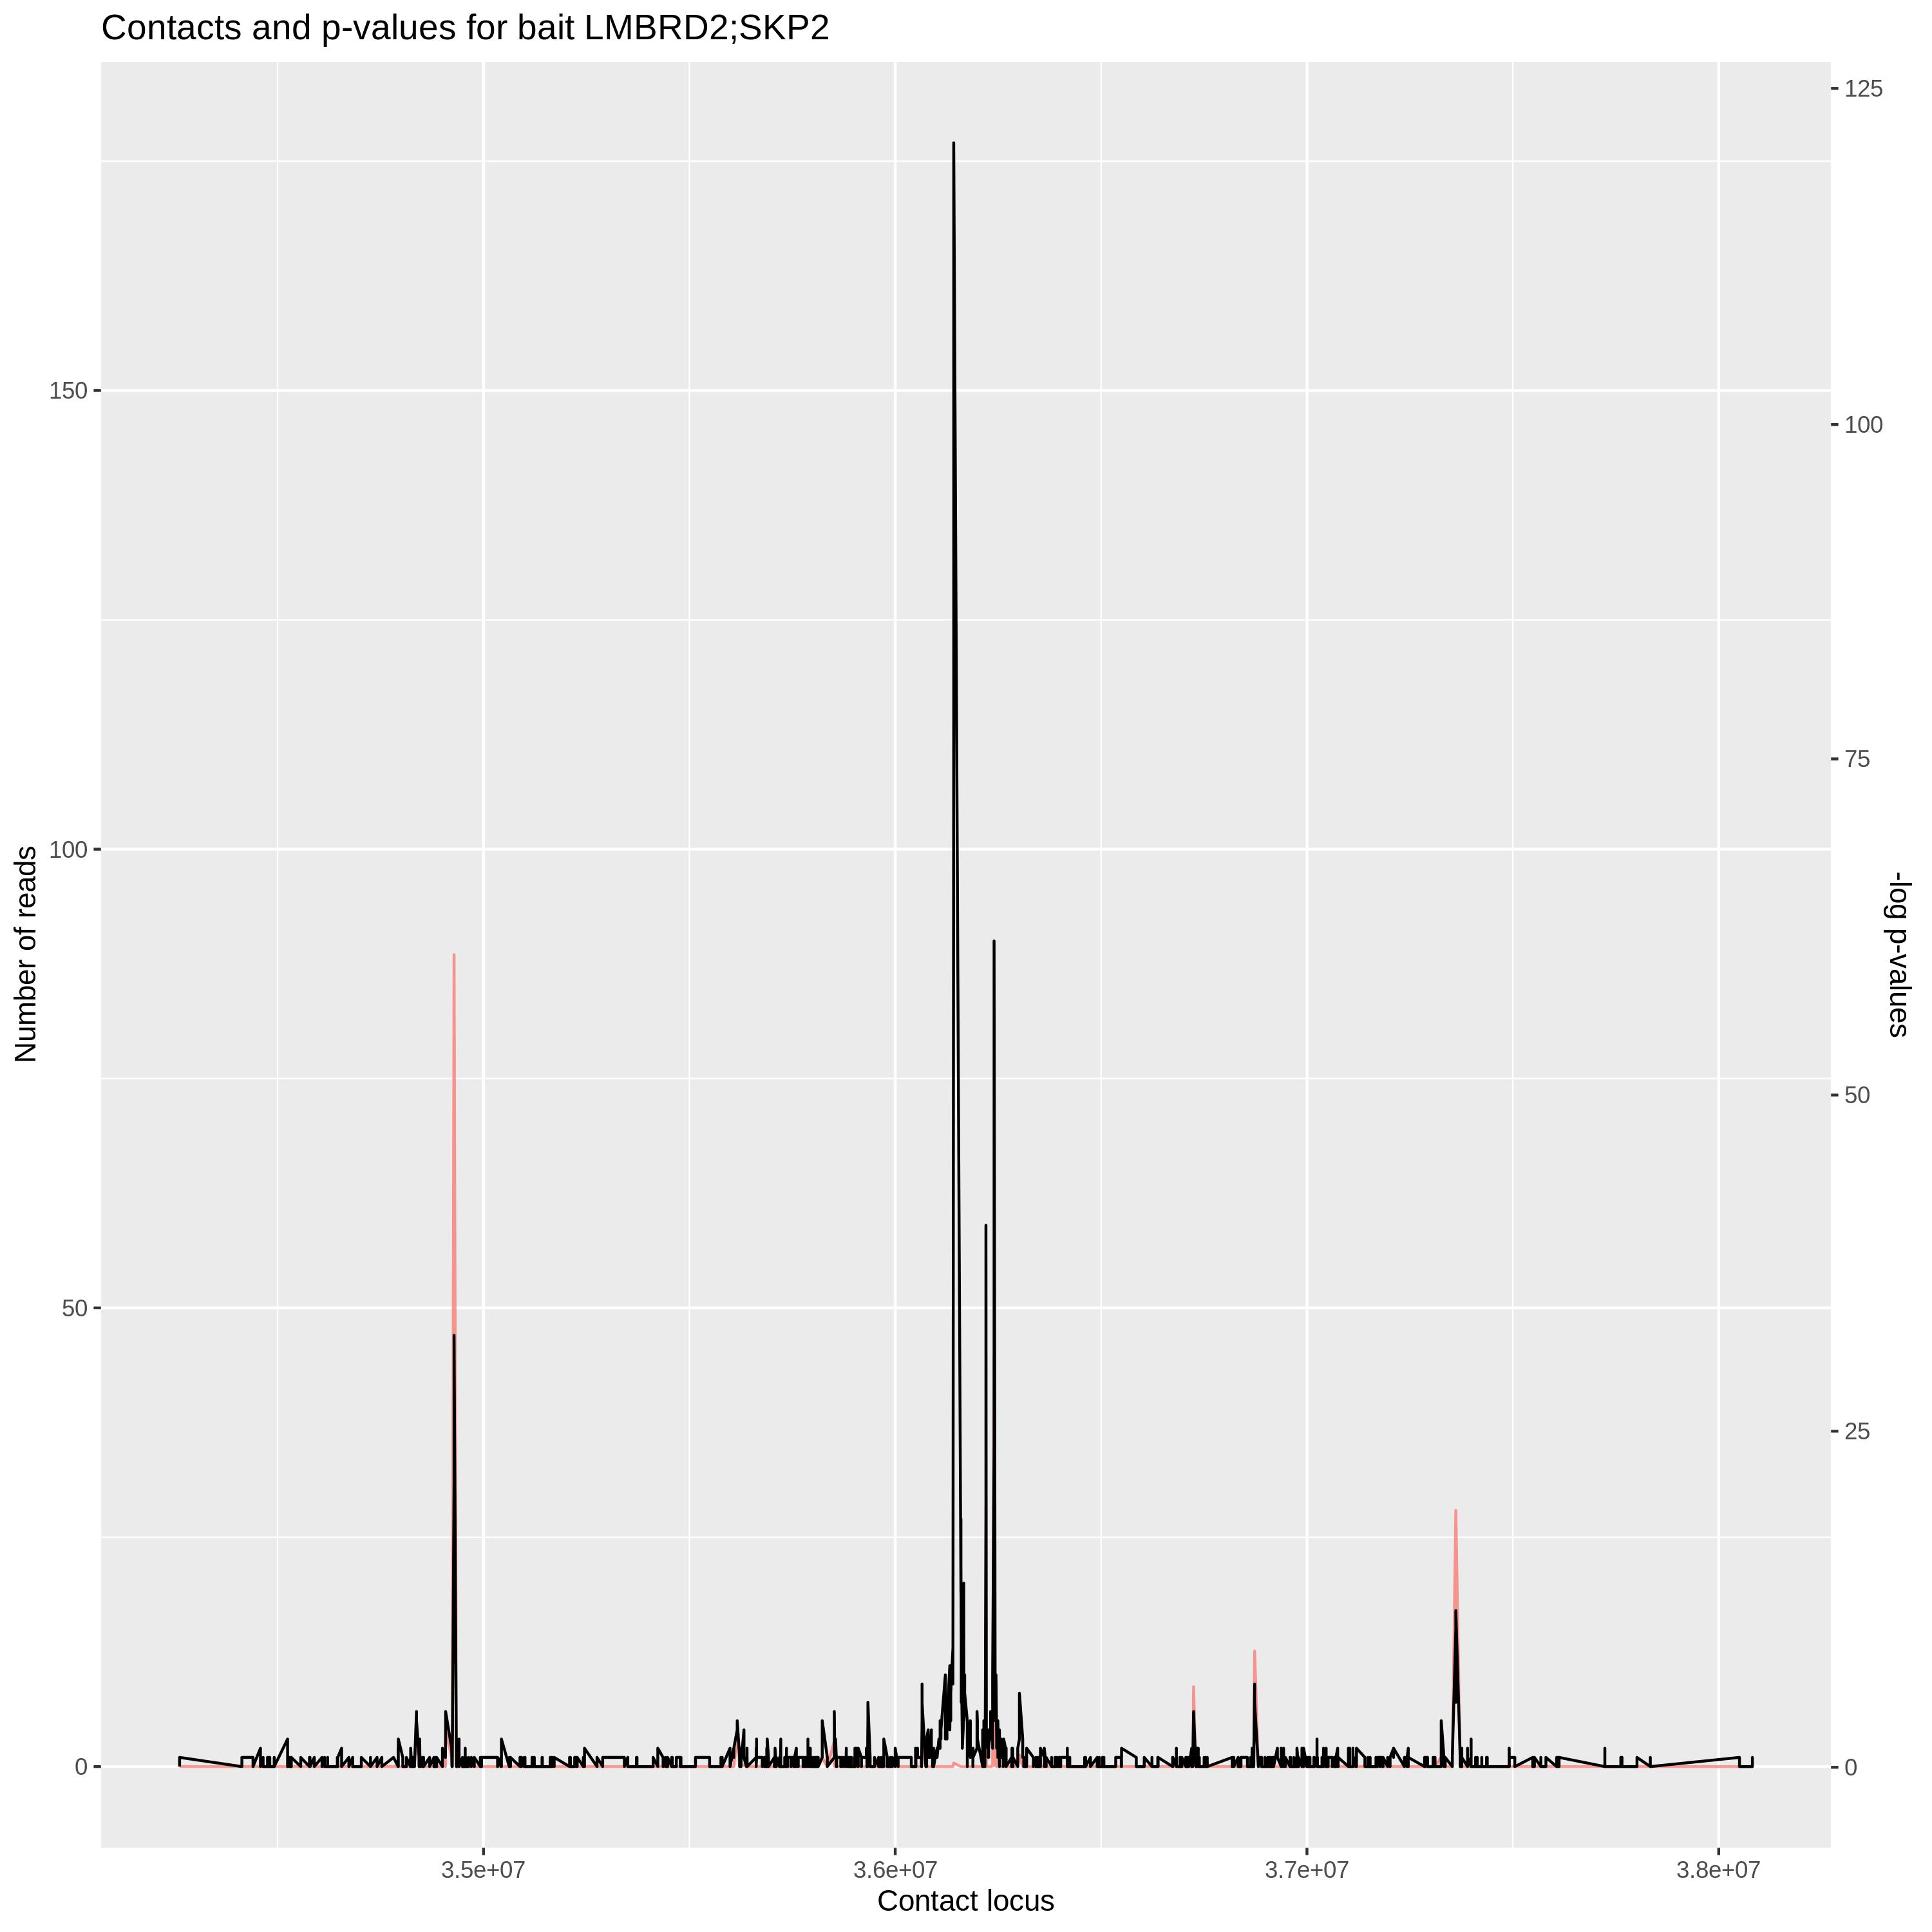 Contacts and p-values for bait LMBRD2;SKP2
125
150
100
75
100
50
50
25
0
0
Number of reads
-log p-values
3.5e+07
3.6e+07
3.7e+07
3.8e+07
Contact locus